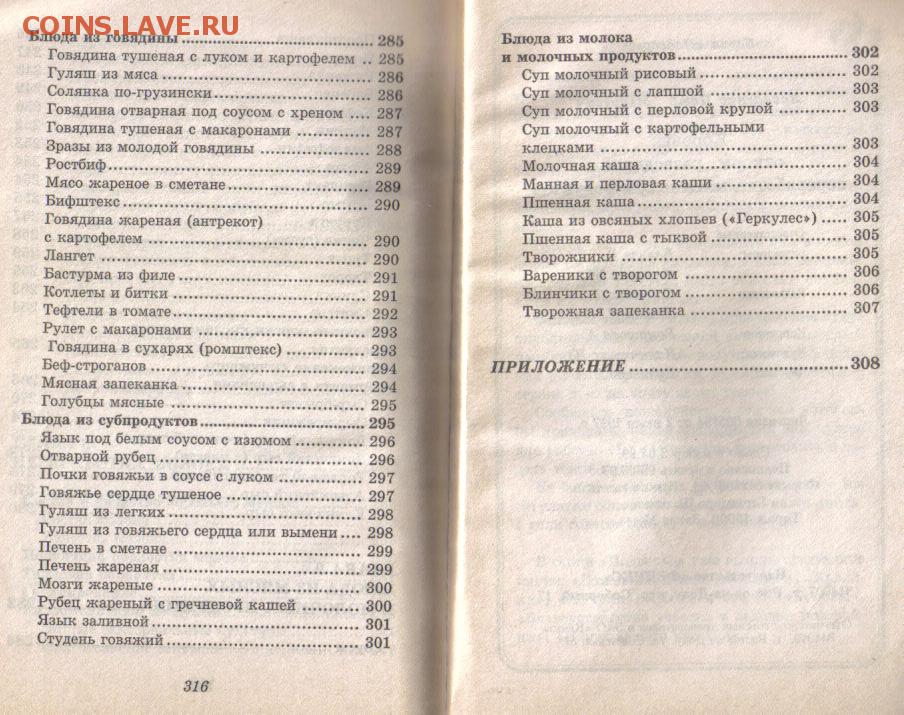 COINS.LAVE.RU
Блюда из говядины ........ 285
Говядина тушеная с луком и картофелем .. 285
Гуляш из мяса ........ 286
Солянка по-грузински ........ 286
Говядина отварная под соусом с хреном .... 287
Говядина тушеная с макаронами ........ 287
Зразы из молодой говядины ........ 288
Ростбиф ........ 289
Мясо жареное в сметане ........ 289
Бифштекс ........ 290
Говядина жареная (антрекот)
с картофелем ........ 290
Лангет ........ 290
Бастурма из филе ........ 291
Котлеты и битки ........ 291
Тефтели в томате ........ 292
Рулет с макаронами ........ 293
Говядина в сухарях (ромштекс) ........ 293
Беф-строганов ........ 294
Мясная запеканка ........ 294
Голубцы мясные ........ 295
Блюда из субпродуктов ........ 295
Язык под белым соусом с изюмом ........ 296
Отварной рубец ........ 296
Почки говяжьи в соусе с луком ........ 297
Говяжье сердце тушеное ........ 297
Гуляш из легких ........ 298
Гуляш из говяжьего сердца или вымени .... 298
Печень в сметане ........ 299
Печень жареная ........ 299
Мозги жареные ........ 300
Рубец жареный с гречневой кашей ........ 300
Язык заливной ........ 301
Студень говяжий ........ 301
316
Блюда из молока
и молочных продуктов ........ 302
Суп молочный рисовый ........ 302
Суп молочный с лапшой ........ 303
Суп молочный с перловой крупой ........ 303
Суп молочный с картофельными
клецками ........ 303
Молочная каша ........ 304
Манная и перловая каши ........ 304
Пшенная каша ........ 304
Каша из овсяных хлопьев («Геркулес») ...... 305
Пшенная каша с тыквой ........ 305
Творожники ........ 305
Вареники с творогом ........ 306
Блинчики с творогом ........ 306
Творожная запеканка ........ 307
ПРИЛОЖЕНИЕ ........ 308